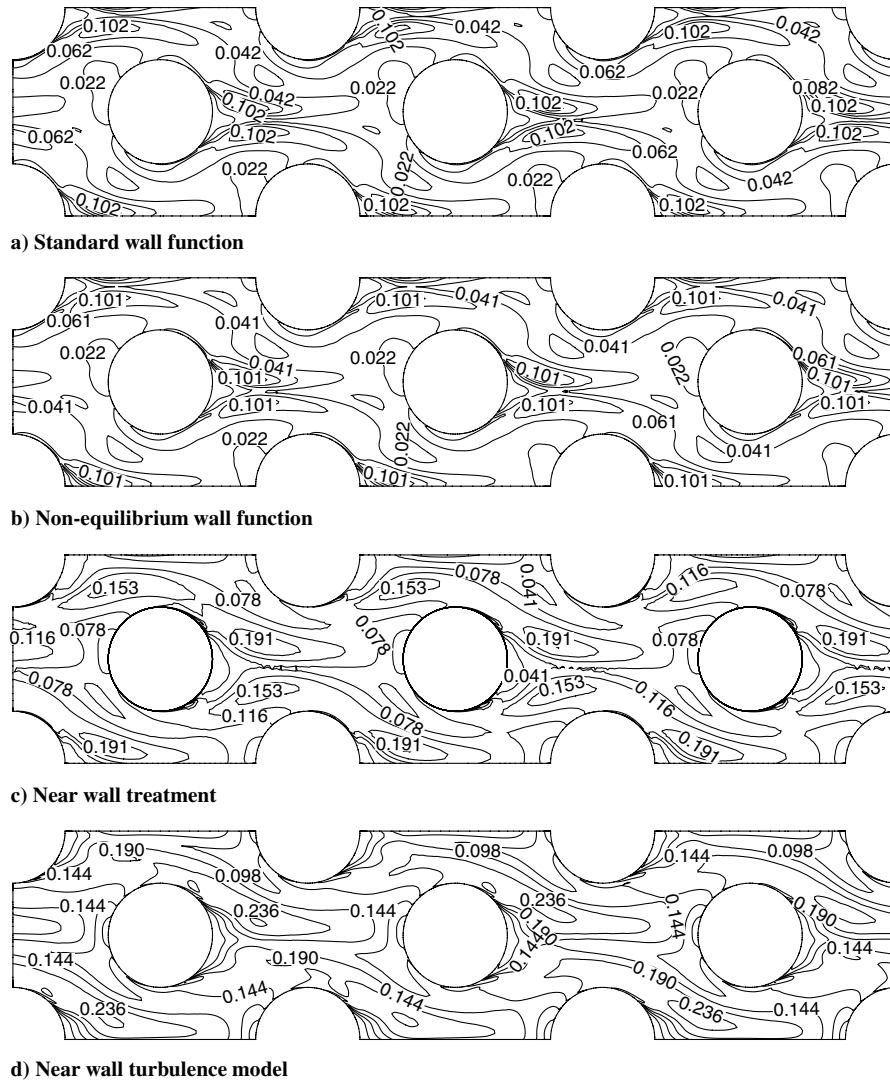 0.102 0.042 0.102 0.042 0.102 0.042
0.062 0.062 0.062
0.022 0.042 0.022 0.022 0.082
0.102 0.102 0.102
0.062 0.102 0.102 0.062 0.102
0.022 0.022 0.022 0.042
0.102 0.102 0.102
a) Standard wall function
0.101 0.041 0.101 0.041 0.101 0.041
0.061 0.041 0.041
0.022 0.041 0.022 0.022 0.061
0.101 0.101 0.101
0.041 0.101 0.101 0.061 0.101
0.022 0.022 0.041
0.101 0.101 0.101
b) Non-equilibrium wall function
0.153 0.078 0.153 0.078 0.041 0.116 0.078
0.116 0.078 0.191 0.078 0.191 0.078 0.191
0.078 0.153 0.041 0.153 0.153
0.116 0.078 0.116
0.191 0.191 0.191
c) Near wall treatment
0.190 0.098 0.098 0.144 0.098
0.144
0.144 0.236 0.144 0.236 0.190 0.144 0.190
0.144 0.190 0.144 0.190 0.144
0.236 0.144 0.144 0.236 0.144
d) Near wall turbulence model